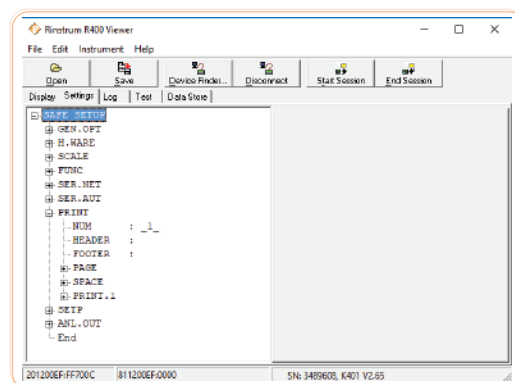 Rinstrum R400 Viewer
File Edit Instrument Help
Open Save Device Finder... Disconnect Start Session End Session
Display Settings Log Test Data Store
SAFE SETUP
GEN.OPT
H.WARE
SCALE
FUNC
SER.NET
SER.AUT
PRINT
NUM : _1_
HEADER :
FOOTER :
PAGE
SPACE
PRINT.1
SETP
ANL.OUT
End
201200EF:FF700C 811200EF:0000 SN: 3489608, K401 V2.65